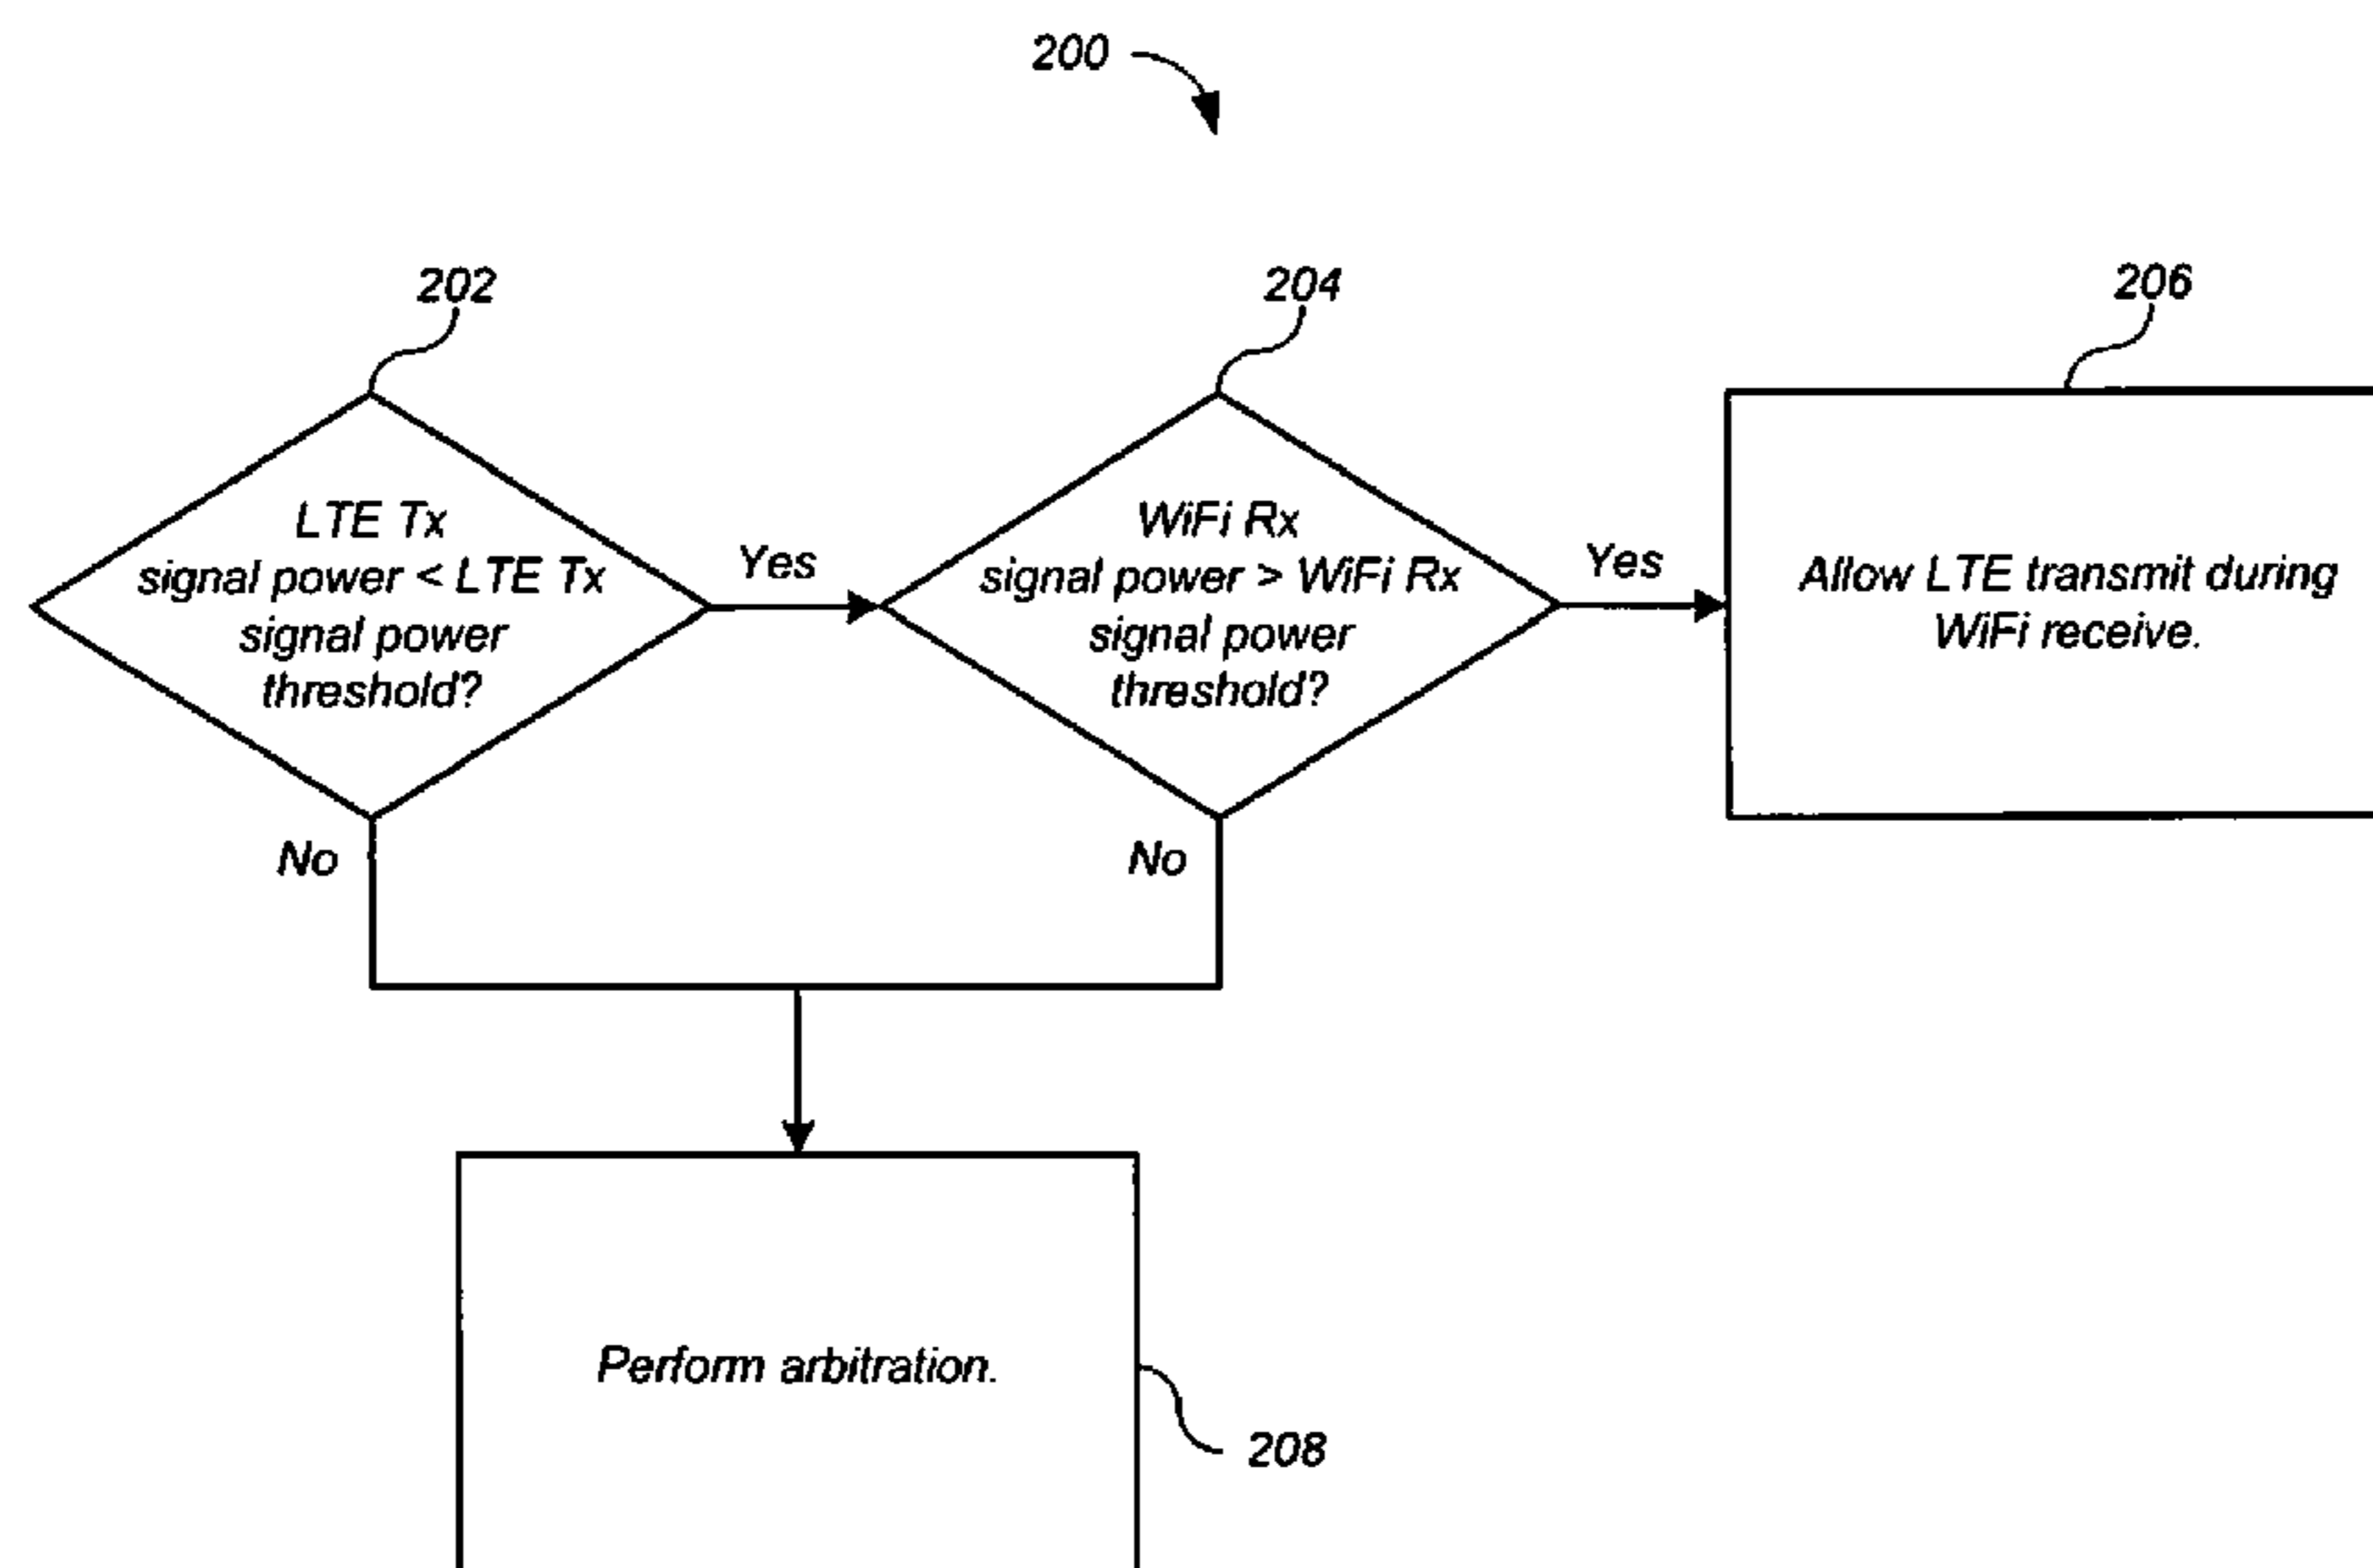 200
202
204
206
LTE Tx
signal power < LTE Tx
signal power
threshold?
Yes
WiFi Rx
signal power > WiFi Rx
signal power
threshold?
Yes
Allow LTE transmit during
WiFi receive.
No
No
Perform arbitration.
208